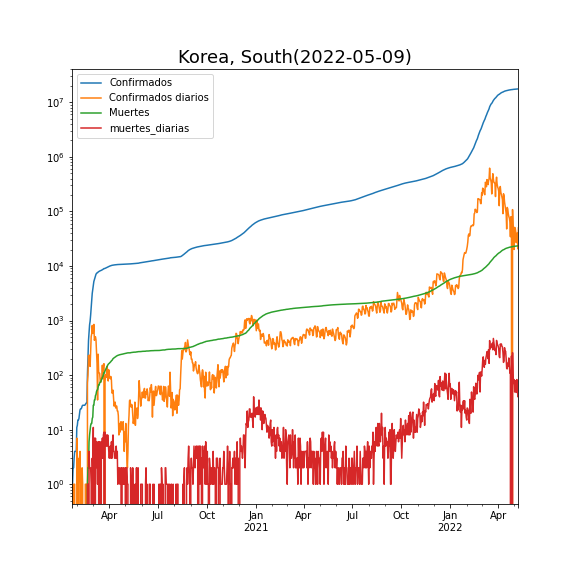 Korea, South(2022-05-09)
Confirmados
Confirmados diarios
Muertes
muertes_diarias
10⁷
10⁶
10⁵
10⁴
10³
10²
10¹
10⁰
Apr Jul Oct Jan Apr Jul Oct Jan Apr
2021 2022